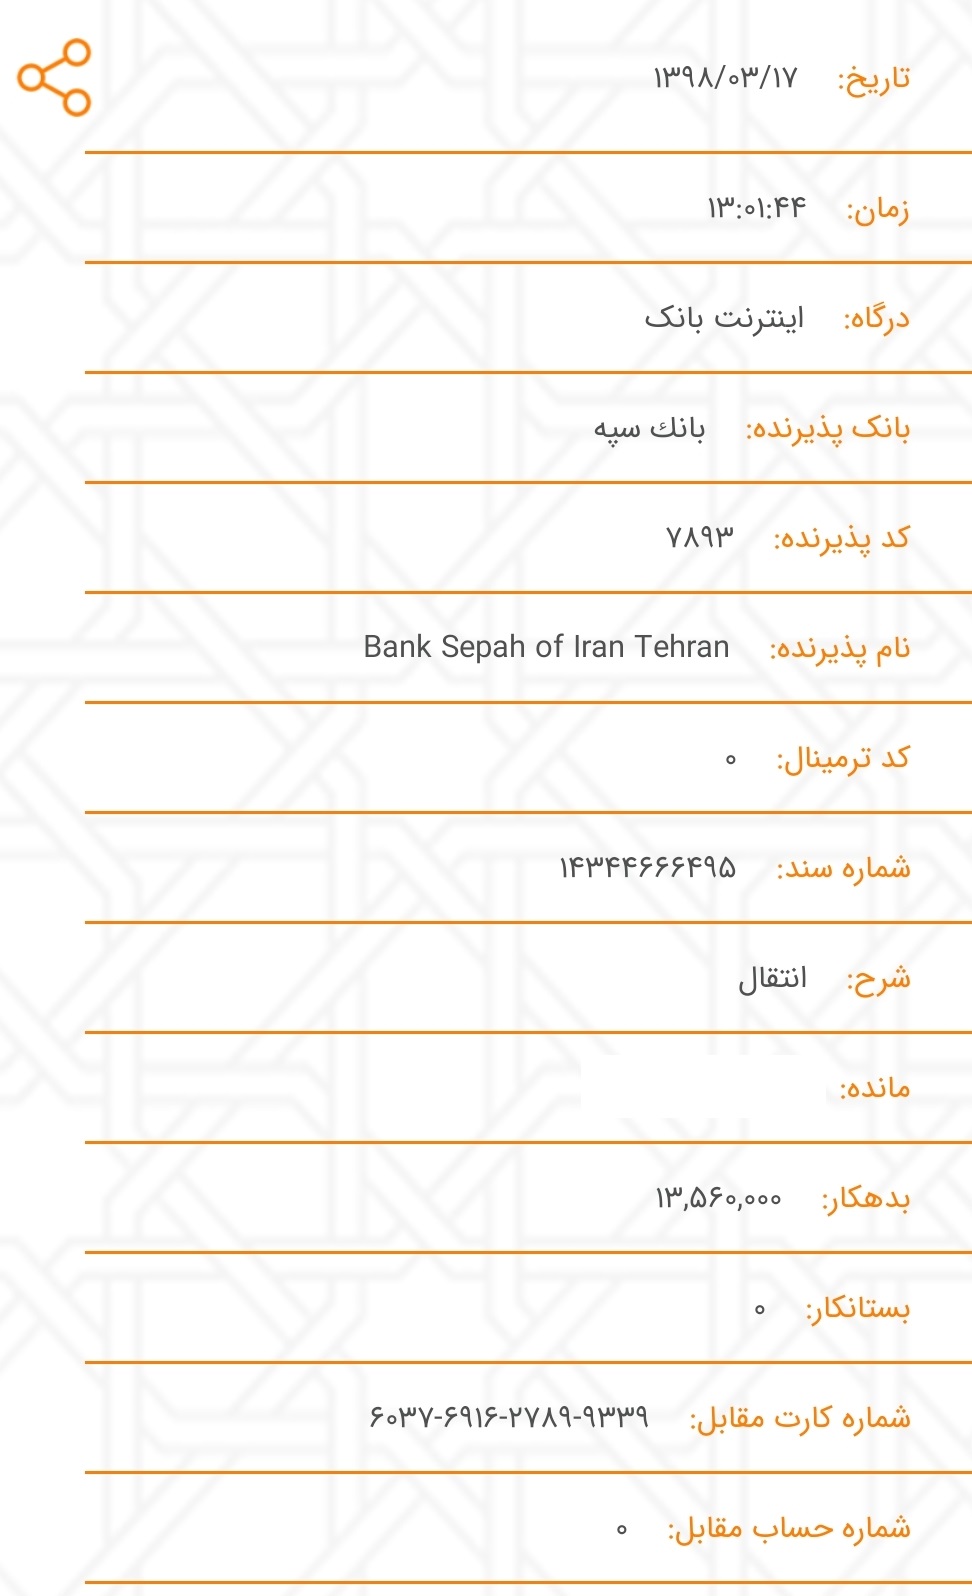 تاریخ: ۱۳۹۸/۰۳/۱۷
زمان: ۱۳:۰۱:۴۴
درگاه: اینترنت بانک
بانک پذیرنده: بانك سپه
کد پذیرنده: ۷۸۹۳
نام پذیرنده: Bank Sepah of Iran Tehran
کد ترمینال: ۰
شماره سند: ۱۴۳۴۴۶۶۶۴۹۵
شرح: انتقال
مانده:
بدهکار: ۱۳,۵۶۰,۰۰۰
بستانکار: ۰
شماره کارت مقابل: ۶۰۳۷-۶۹۱۶-۲۷۸۹-۹۳۳۹
شماره حساب مقابل: ۰